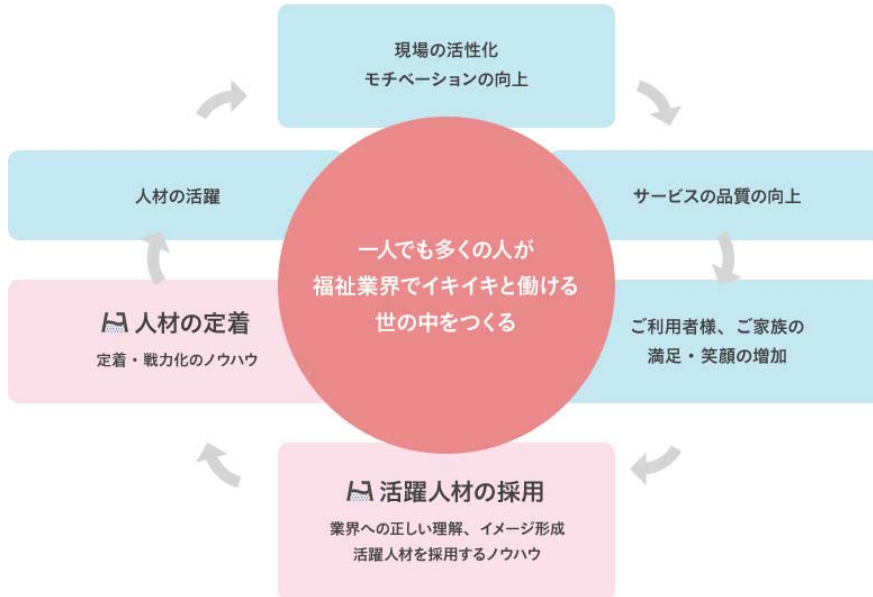 現場の活性化
モチベーションの向上
人材の活躍
サービスの品質の向上
一人でも多くの人が
福祉業界でイキイキと働ける
世の中をつくる
人材の定着
定着・戦力化のノウハウ
ご利用者様、ご家族の
満足・笑顔の増加
活躍人材の採用
業界への正しい理解、イメージ形成
活躍人材を採用するノウハウ